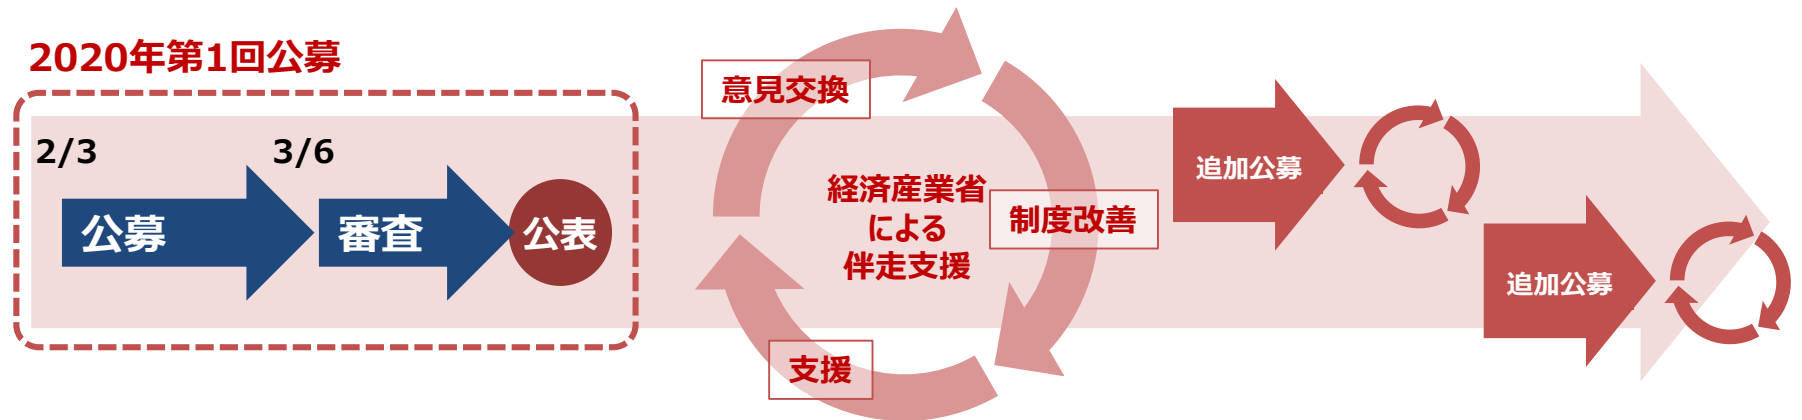 2020年第1回公募
2/3
3/6
公募
審査
公表
意見交換
経済産業省
による
伴走支援
制度改善
支援
追加公募
追加公募